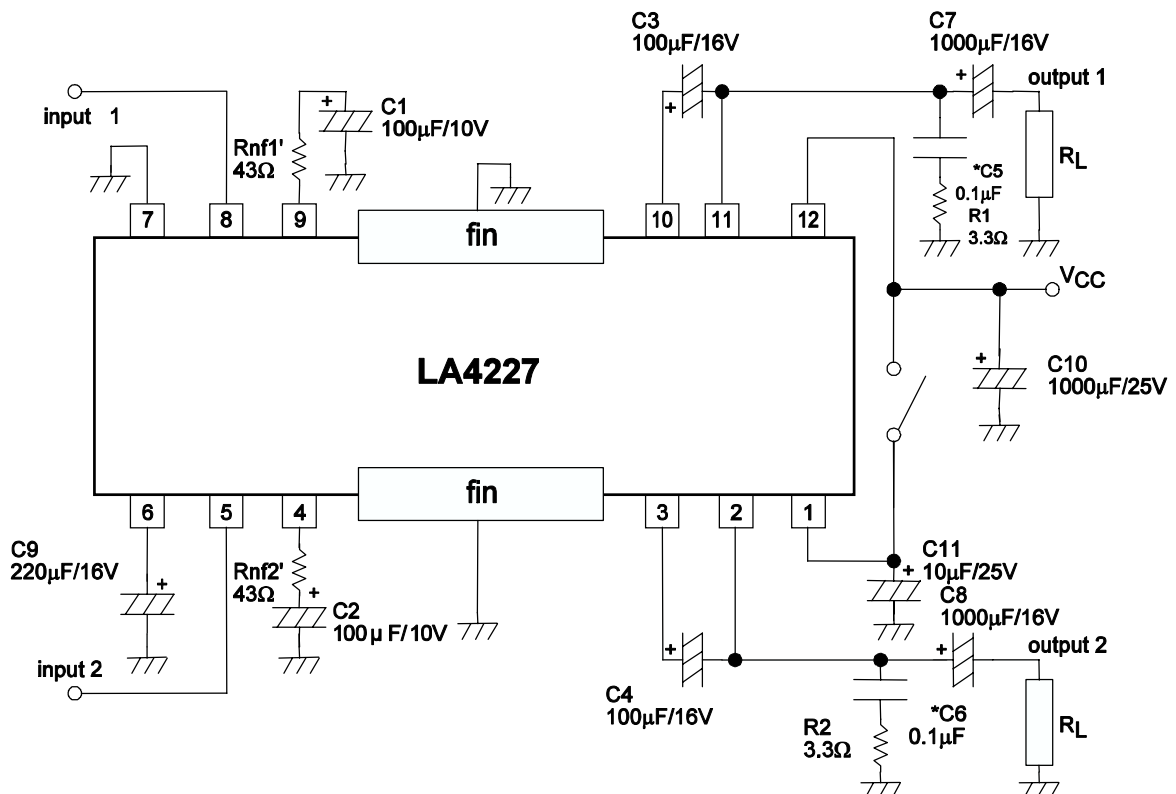 C3
100µF/16V
C7
1000µF/16V
+
output 1
input 1
+
C1
100µF/10V
+
Rnf1'
43Ω
*C5
0.1µF
R1
3.3Ω
RL
7
8
9
fin
10
11
12
VCC
LA4227
+
C10
1000µF/25V
fin
6
5
4
3
2
1
C9
220µF/16V
+
Rnf2'
43Ω
+
C2
100µF/10V
+
C11
10µF/25V
C8
1000µF/16V
+
output 2
input 2
+
C4
100µF/16V
R2
3.3Ω
*C6
0.1µF
RL